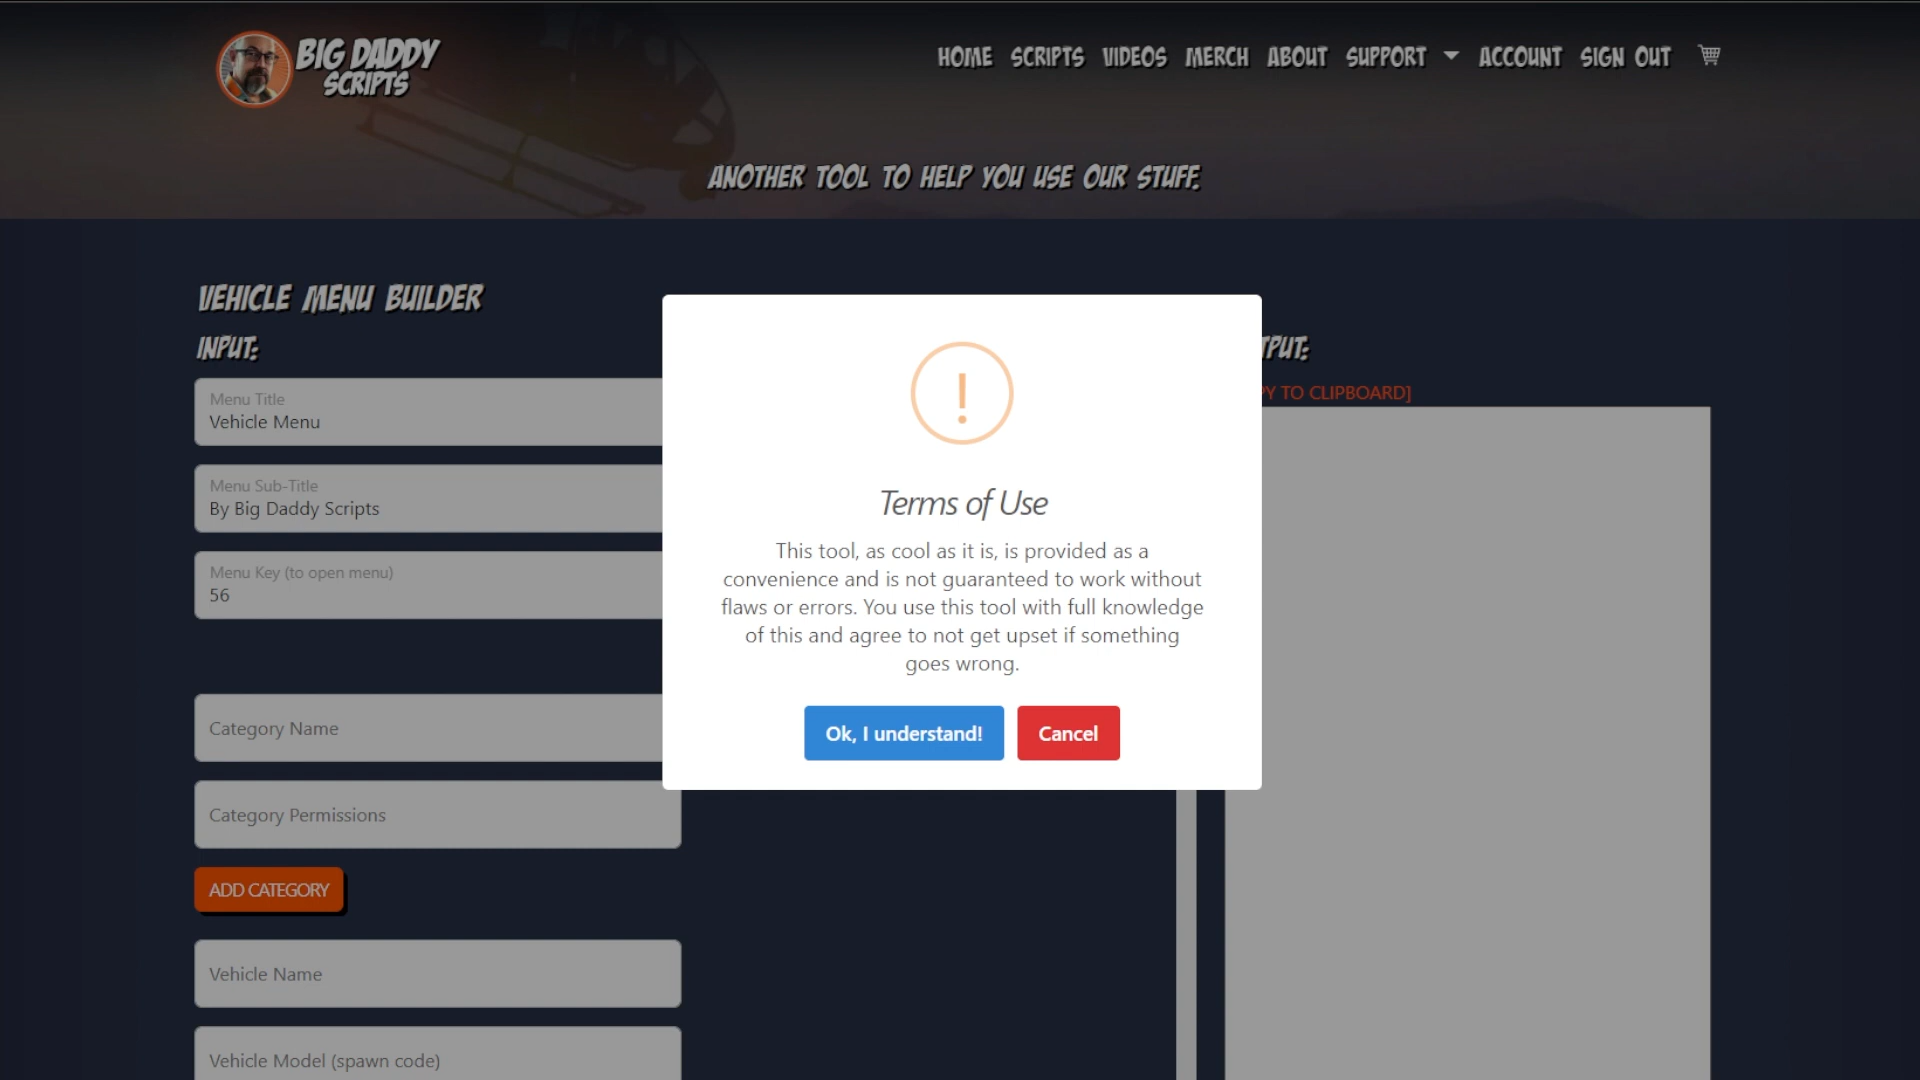 BIG DADDY
SCRIPTS
HOME SCRIPTS VIDEOS MERCH ABOUT SUPPORT ACCOUNT SIGN OUT
ANOTHER TOOL TO HELP YOU USE OUR STUFF.
VEHICLE MENU BUILDER
INPUT:
Menu Title
Vehicle Menu
Menu Sub-Title
By Big Daddy Scripts
Menu Key (to open menu)
56
Category Name
Category Permissions
ADD CATEGORY
Vehicle Name
Vehicle Model (spawn code)
Terms of Use
This tool, as cool as it is, is provided as a
convenience and is not guaranteed to work without
flaws or errors. You use this tool with full knowledge
of this and agree to not get upset if something
goes wrong.
Ok, I understand!
Cancel
TPUT:
PY TO CLIPBOARD]